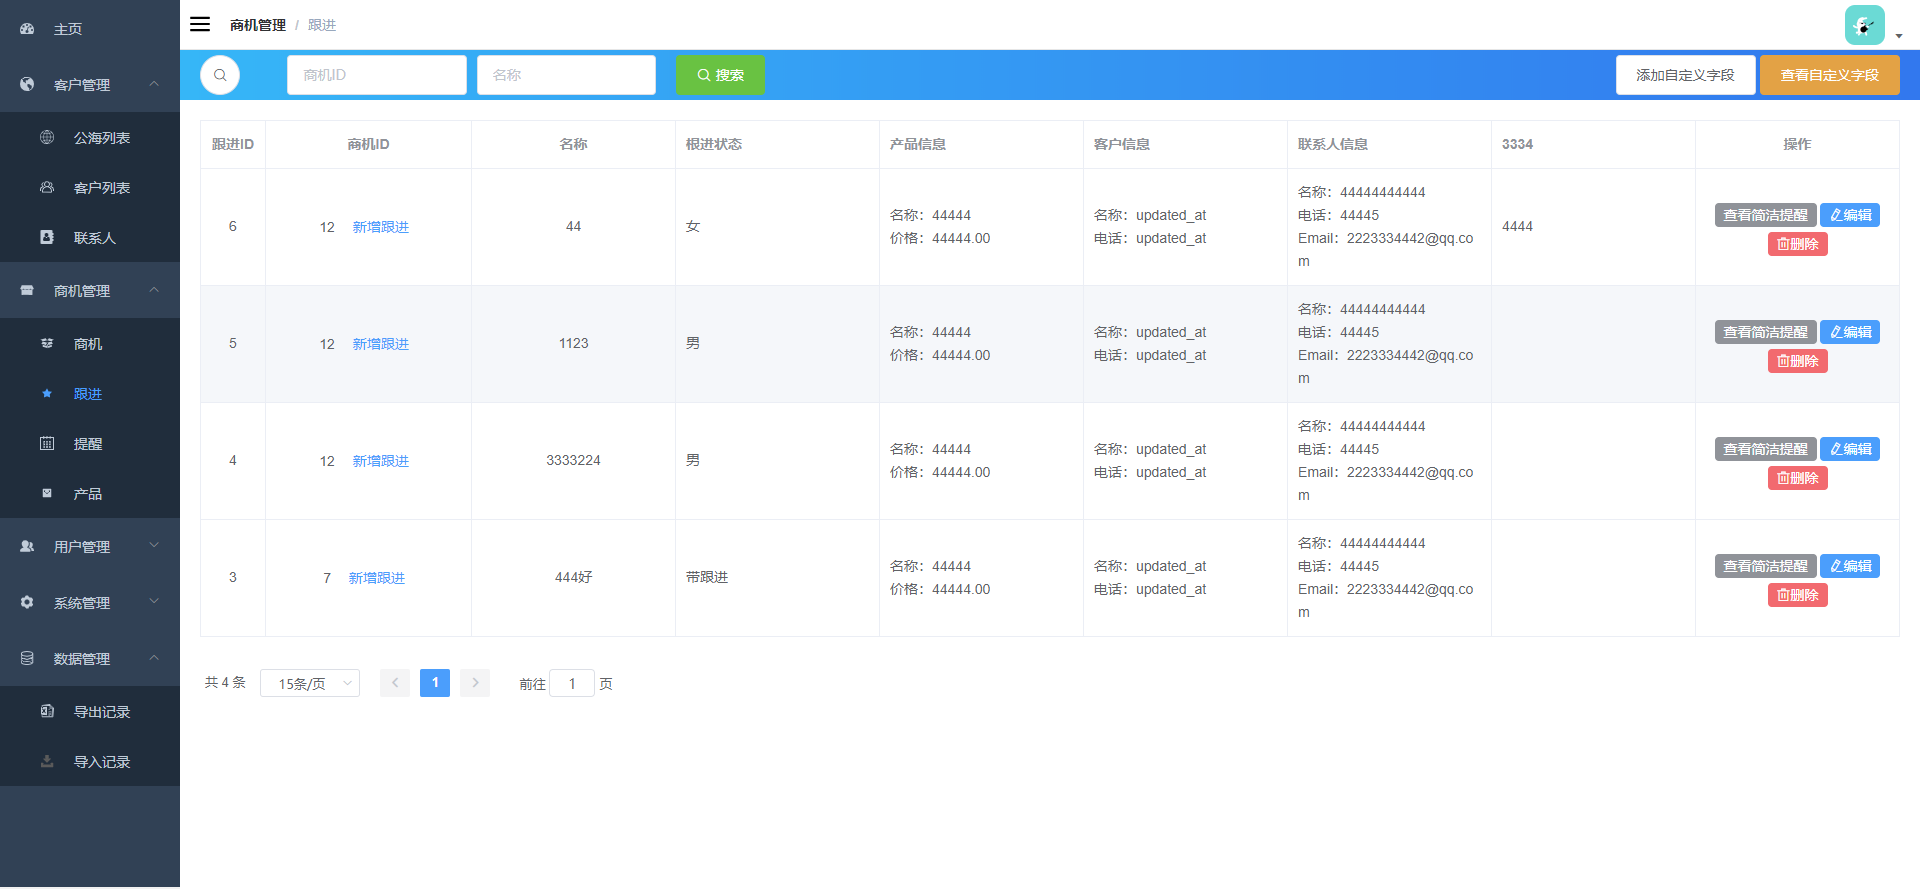 主页
客户管理
公海列表
客户列表
联系人
商机管理
商机
跟进
提醒
产品
用户管理
系统管理
数据管理
导出记录
导入记录
商机管理 / 跟进
商机ID 名称 搜索 添加自定义字段 查看自定义字段
跟进ID 商机ID 名称 根进状态 产品信息 客户信息 联系人信息 3334 操作
6 12 新增跟进 44 女
名称：44444
价格：44444.00
名称：updated_at
电话：updated_at
名称：44444444444
电话：44445
Email：2223334442@qq.co
m
4444
查看简洁提醒 编辑
删除
5 12 新增跟进 1123 男
名称：44444
价格：44444.00
名称：updated_at
电话：updated_at
名称：44444444444
电话：44445
Email：2223334442@qq.co
m
查看简洁提醒 编辑
删除
4 12 新增跟进 3333224 男
名称：44444
价格：44444.00
名称：updated_at
电话：updated_at
名称：44444444444
电话：44445
Email：2223334442@qq.co
m
查看简洁提醒 编辑
删除
3 7 新增跟进 444好 带跟进
名称：44444
价格：44444.00
名称：updated_at
电话：updated_at
名称：44444444444
电话：44445
Email：2223334442@qq.co
m
查看简洁提醒 编辑
删除
共 4 条 15条/页 1 前往 1 页